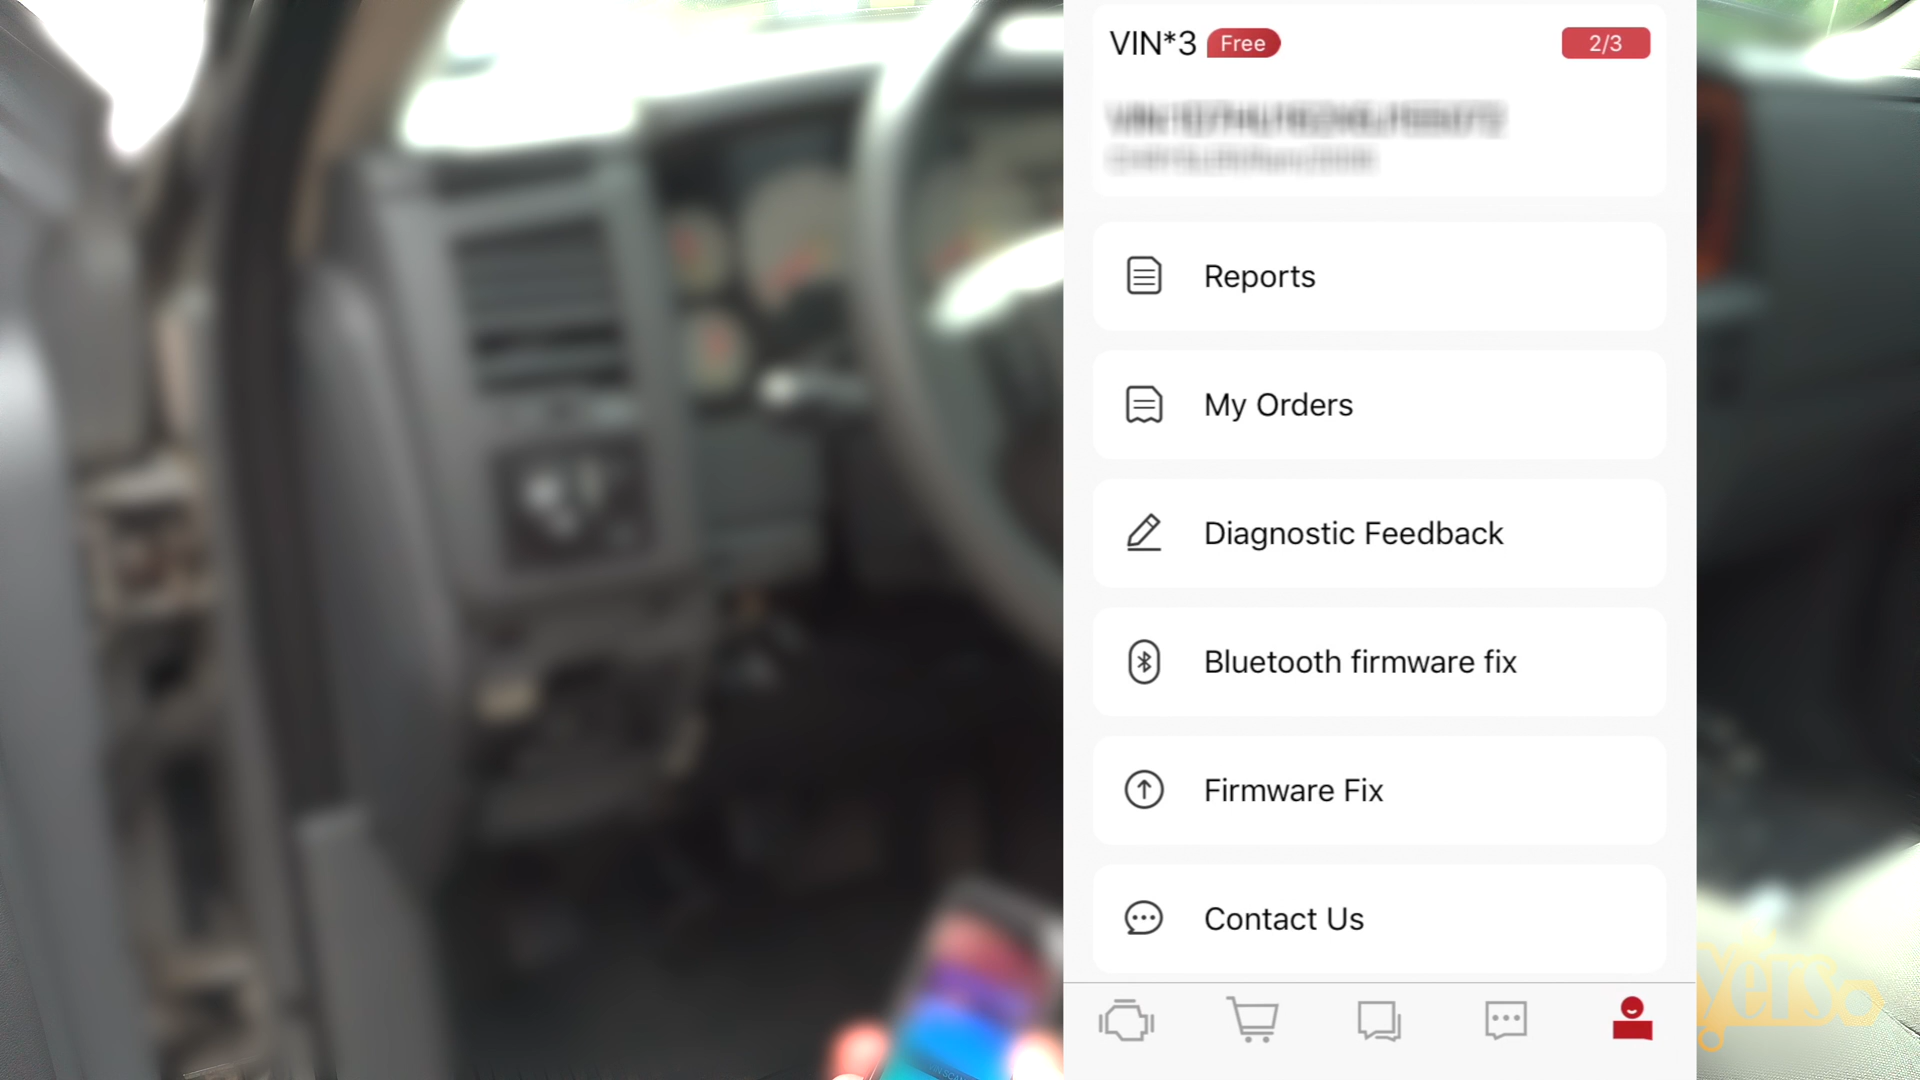 VIN*3 Free 2/3
Reports
My Orders
Diagnostic Feedback
Bluetooth firmware fix
Firmware Fix
Contact Us